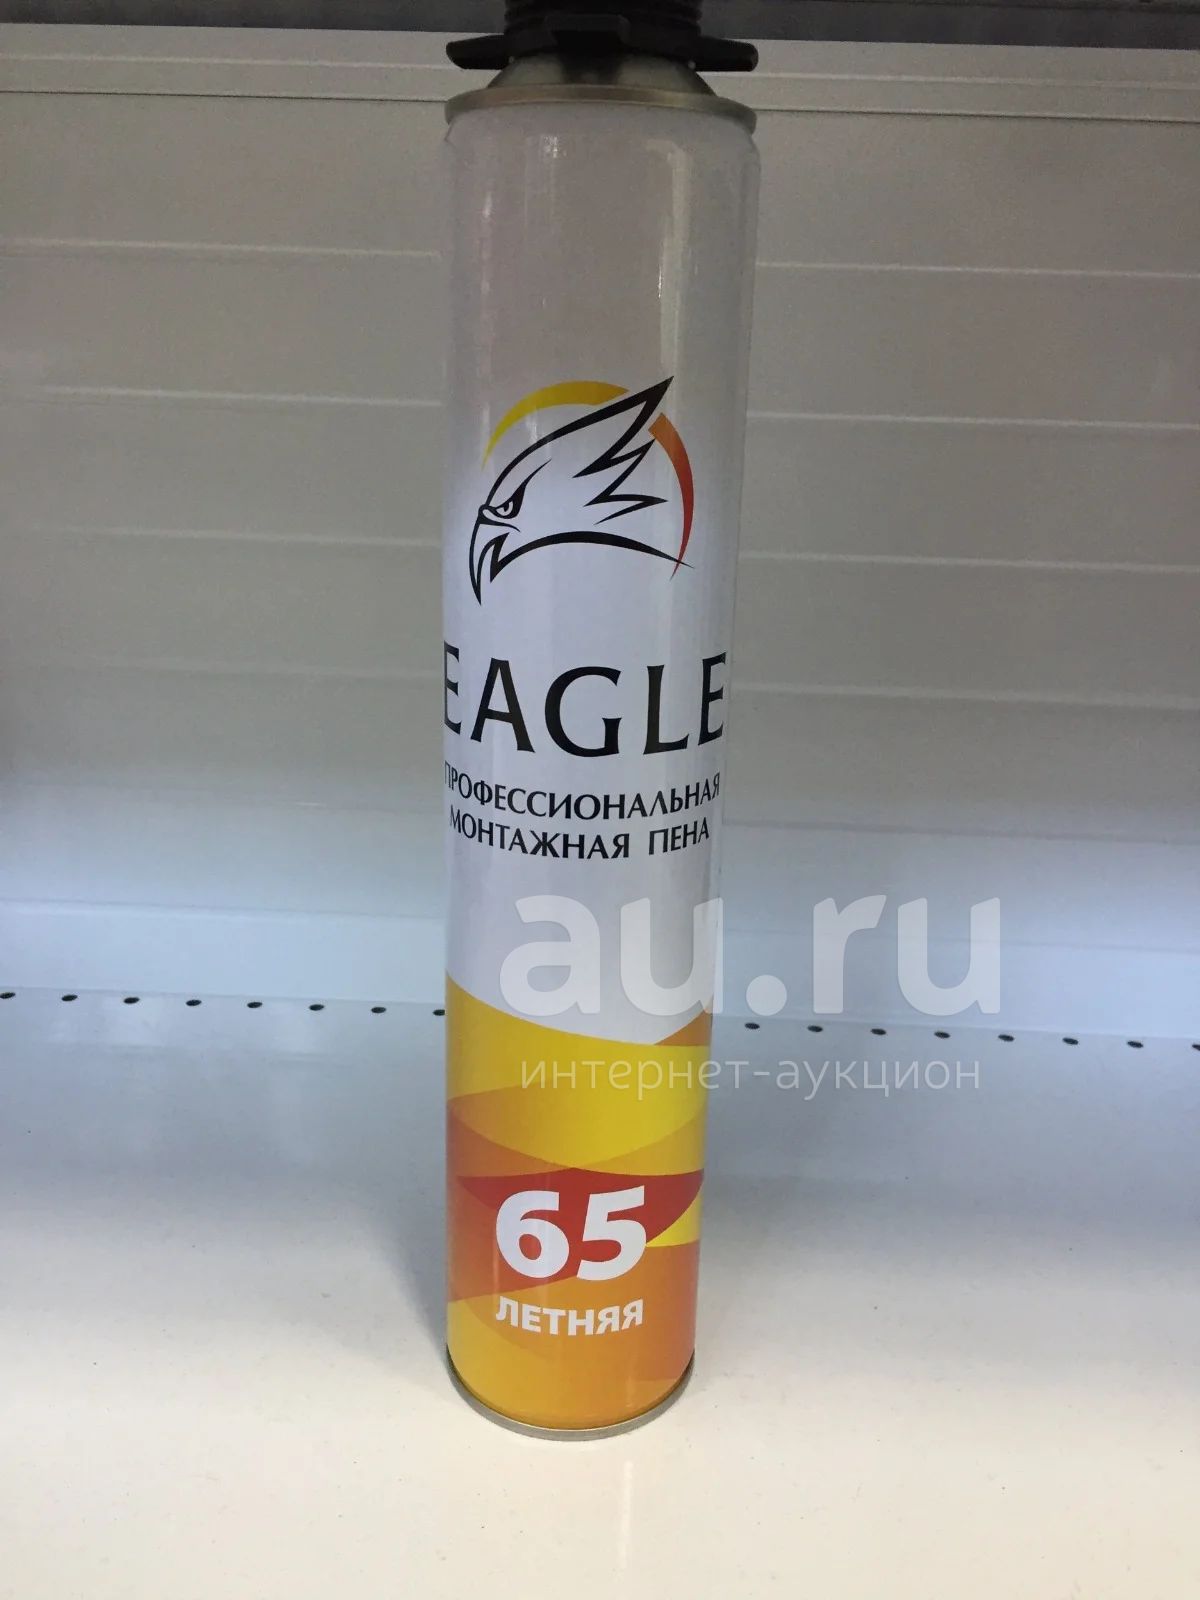 EAGLE
ПРОФЕССИОНАЛЬНАЯ
МОНТАЖНАЯ ПЕНА
au.ru
интернет-аукцион
65
ЛЕТНЯЯ